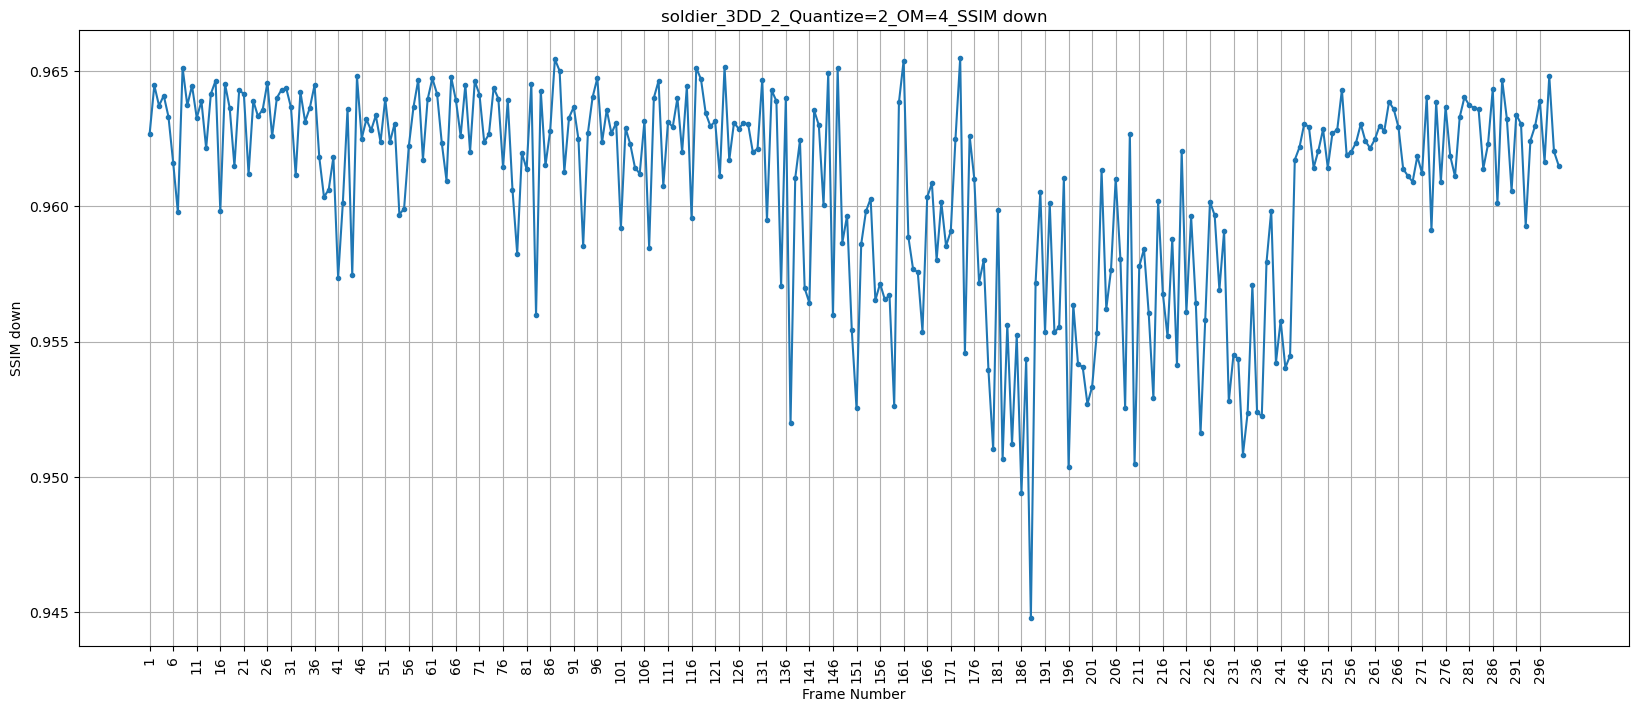 soldier_3DD_2_Quantize=2_OM=4_SSIM down
SSIM down
0.965
0.960
0.955
0.950
0.945
1 6 11 16 21 26 31 36 41 46 51 56 61 66 71 76 81 86 91 96 101 106 111 116 121 126 131 136 141 146 151 156 161 166 171 176 181 186 191 196 201 206 211 216 221 226 231 236 241 246 251 256 261 266 271 276 281 286 291 296
Frame Number